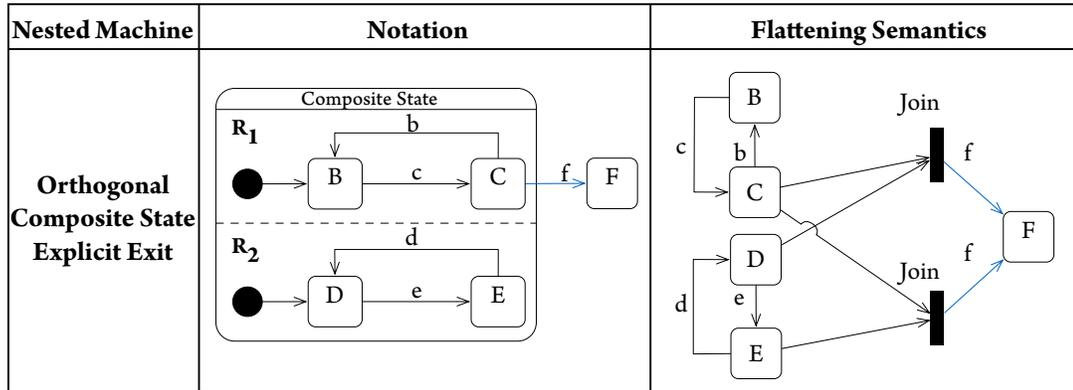 Nested Machine
Notation
Flattening Semantics
Orthogonal
Composite State
Explicit Exit
Composite State
R1
b
B
c
C
f
F
R2
d
D
e
E
B
c
b
C
D
d
e
E
Join
f
F
Join
f